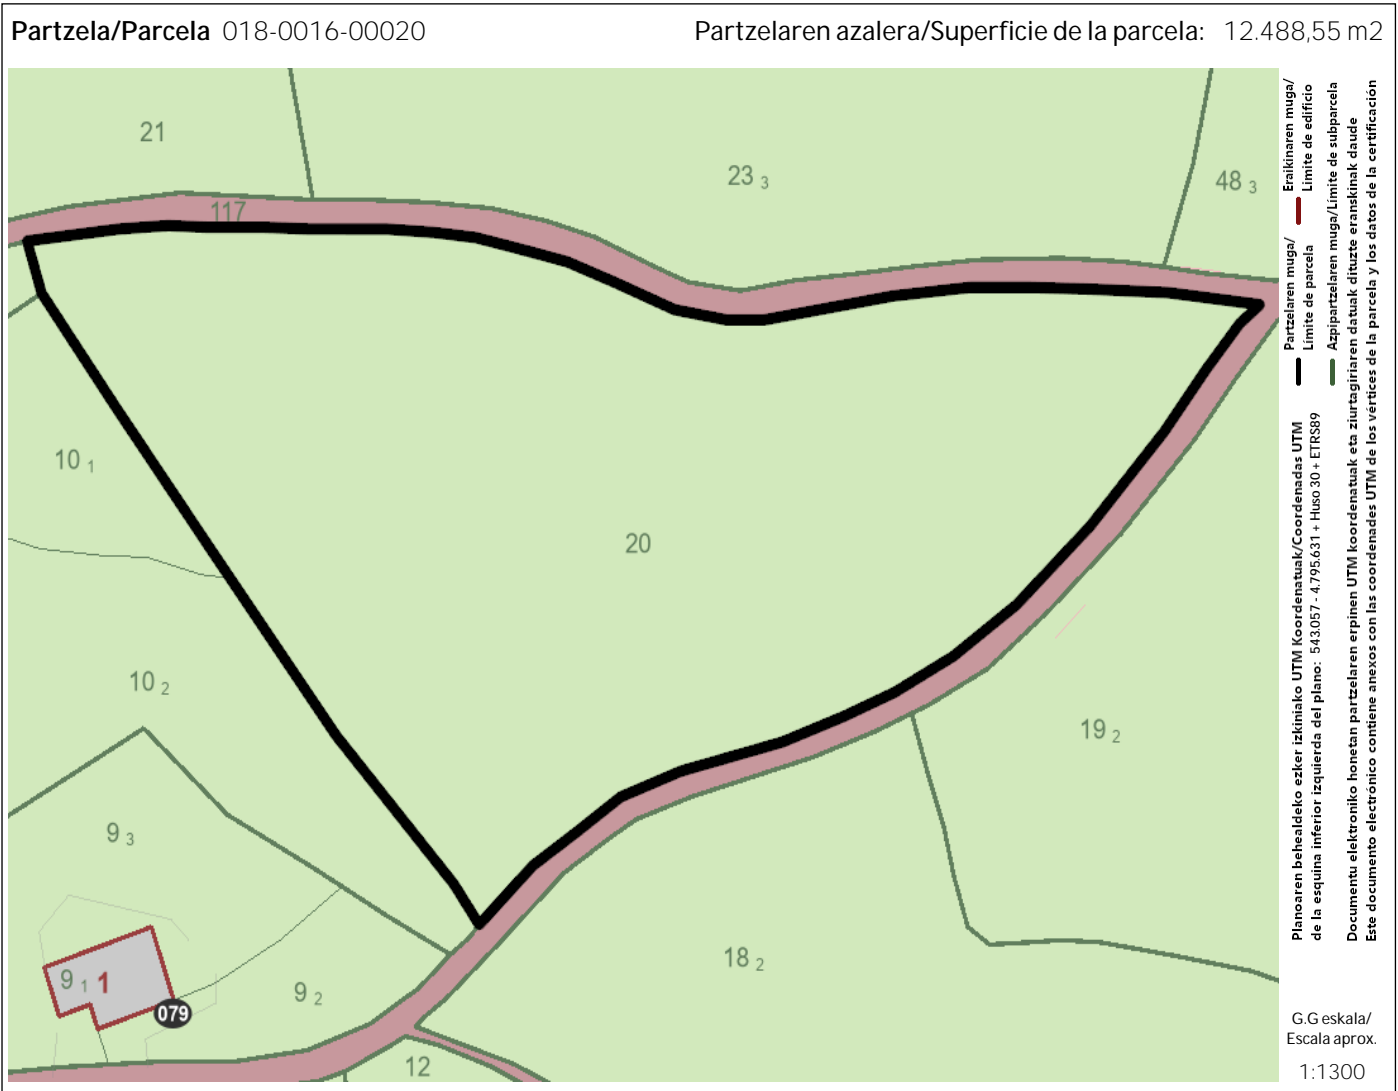 Partzela/Parcela 018-0016-00020
Partzelaren azalera/Superficie de la parcela: 12.488,55 m2
21
117
23 3
48 3
10 1
20
10 2
19 2
9 3
18 2
9 1
1
079
9 2
12
Eraikinaren muga/
Límite de edificio
Partzelaren muga/
Límite de parcela
Azpipartzelaren muga/Límite de subparcela
Planoaren behealdeko ezker izkiniako UTM Koordenatuak/Coordenadas UTM
de la esquina inferior izquierda del plano: 543.057 - 4.795.631 + Huso 30 + ETRS89
Documentu elektroniko honetan partzelaren erpinen UTM koordenatuak eta ziurtagiriaren datuak dituzte eranskinak daude
Este documento electrónico contiene anexos con las coordenadas UTM de los vértices de la parcela y los datos de la certificación
G.G eskala/
Escala aprox.
1:1300